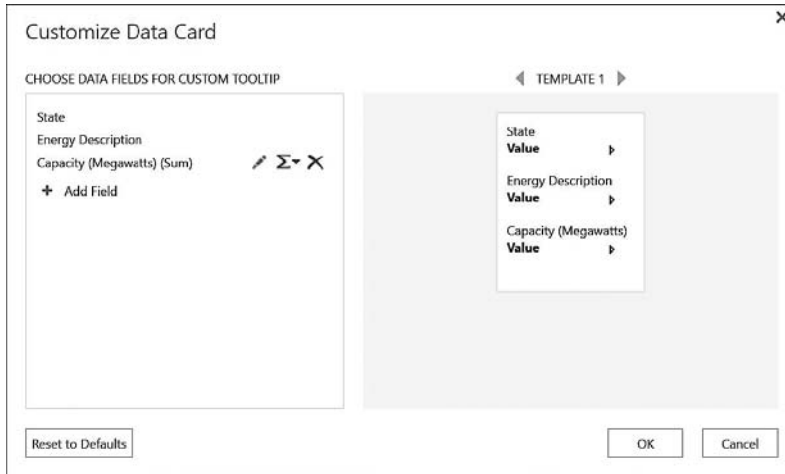 Customize Data Card
CHOOSE DATA FIELDS FOR CUSTOM TOOLTIP
State
Energy Description
Capacity (Megawatts) (Sum)
Add Field
TEMPLATE 1
State
Value
Energy Description
Value
Capacity (Megawatts)
Value
Reset to Defaults
OK
Cancel